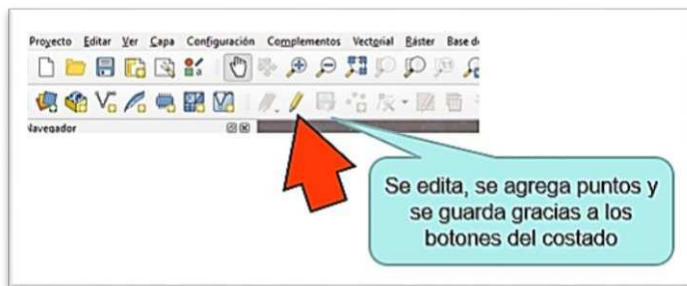 Proyecto Editar Ver Capa Configuración Complementos Vectorial Ráster Base d
Navegador
Se edita, se agrega puntos y
se guarda gracias a los
botones del costado